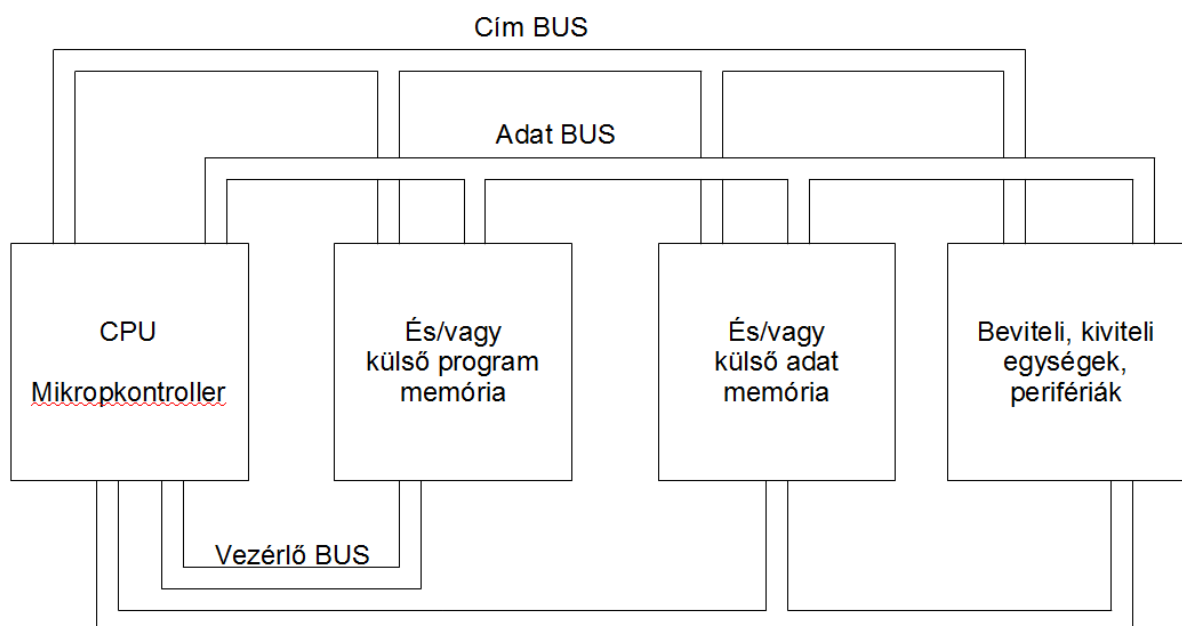 Cím BUS
Adat BUS
CPU
Mikropkontroller
És/vagy
külső program
memória
És/vagy
külső adat
memória
Beviteli, kiviteli
egységek,
perifériák
Vezérlő BUS